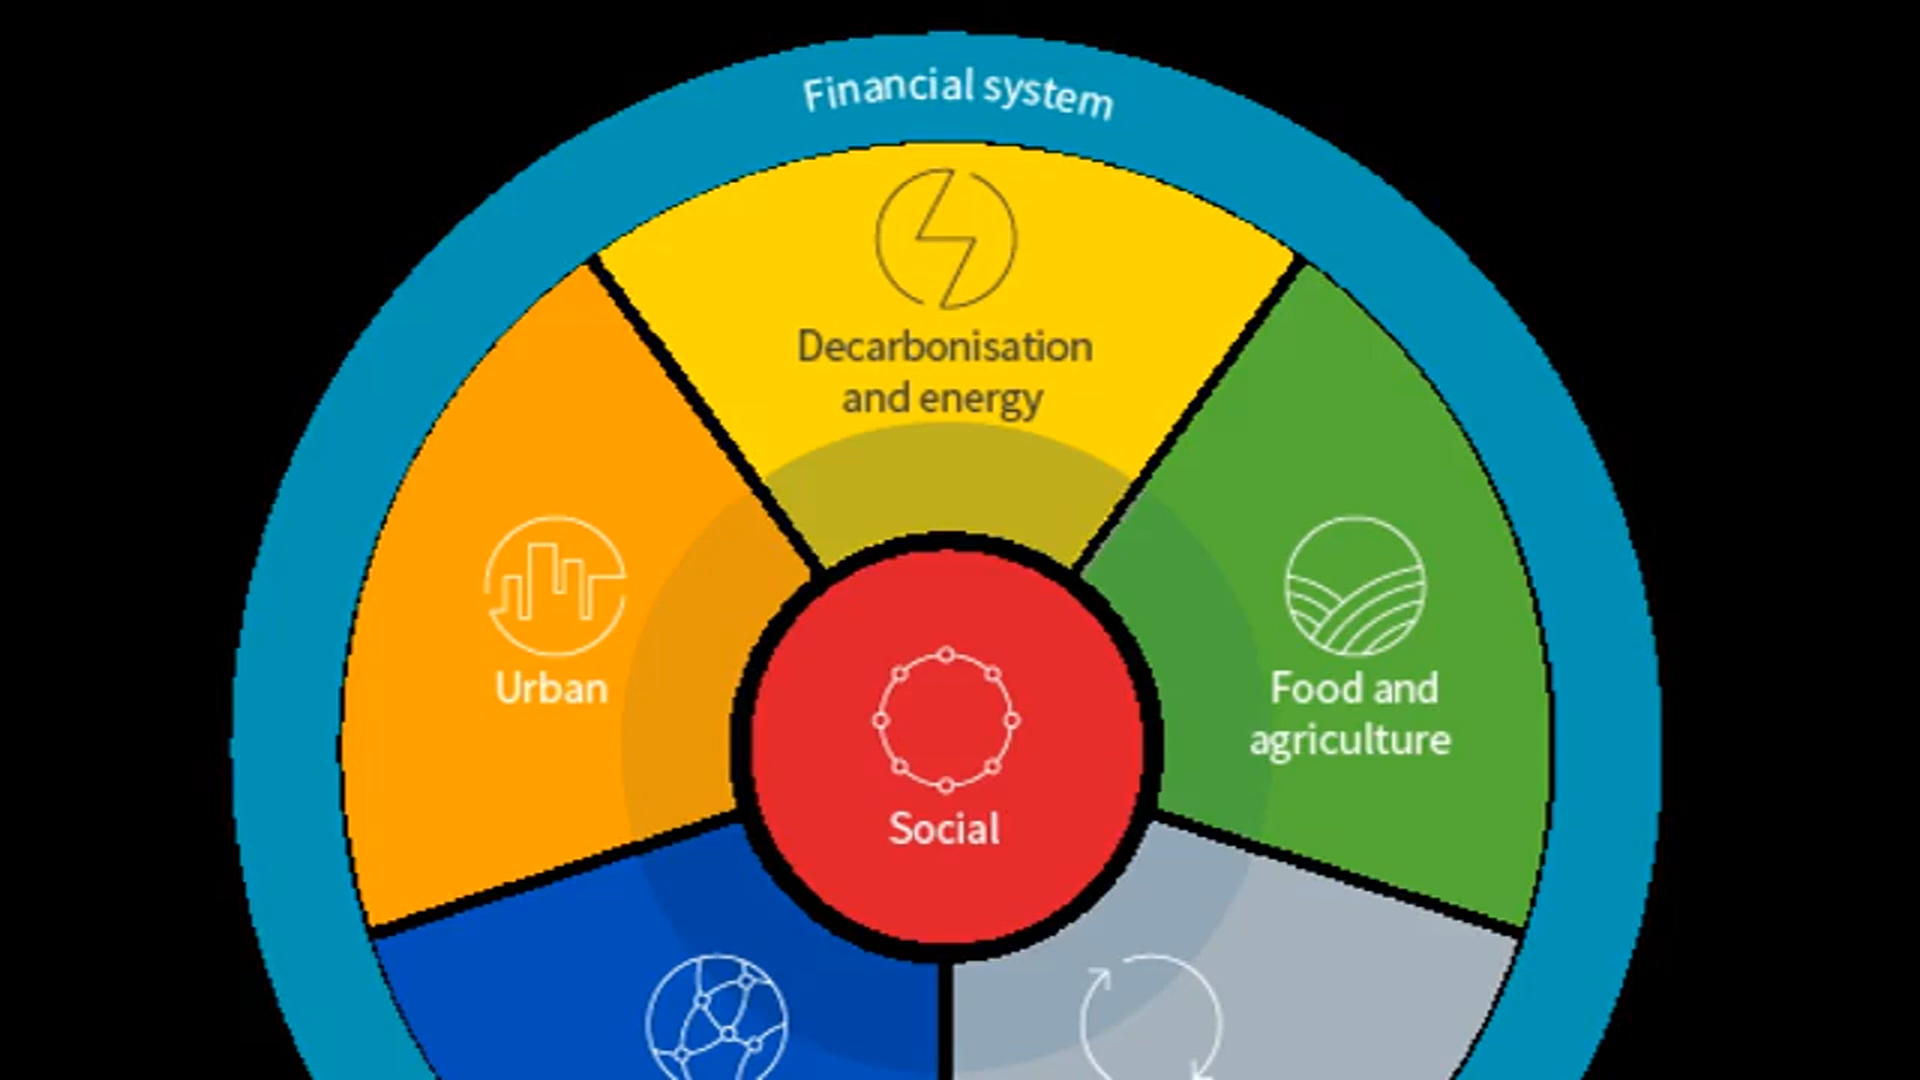 Financial system
Decarbonisation
and energy
Urban
Food and
agriculture
Social